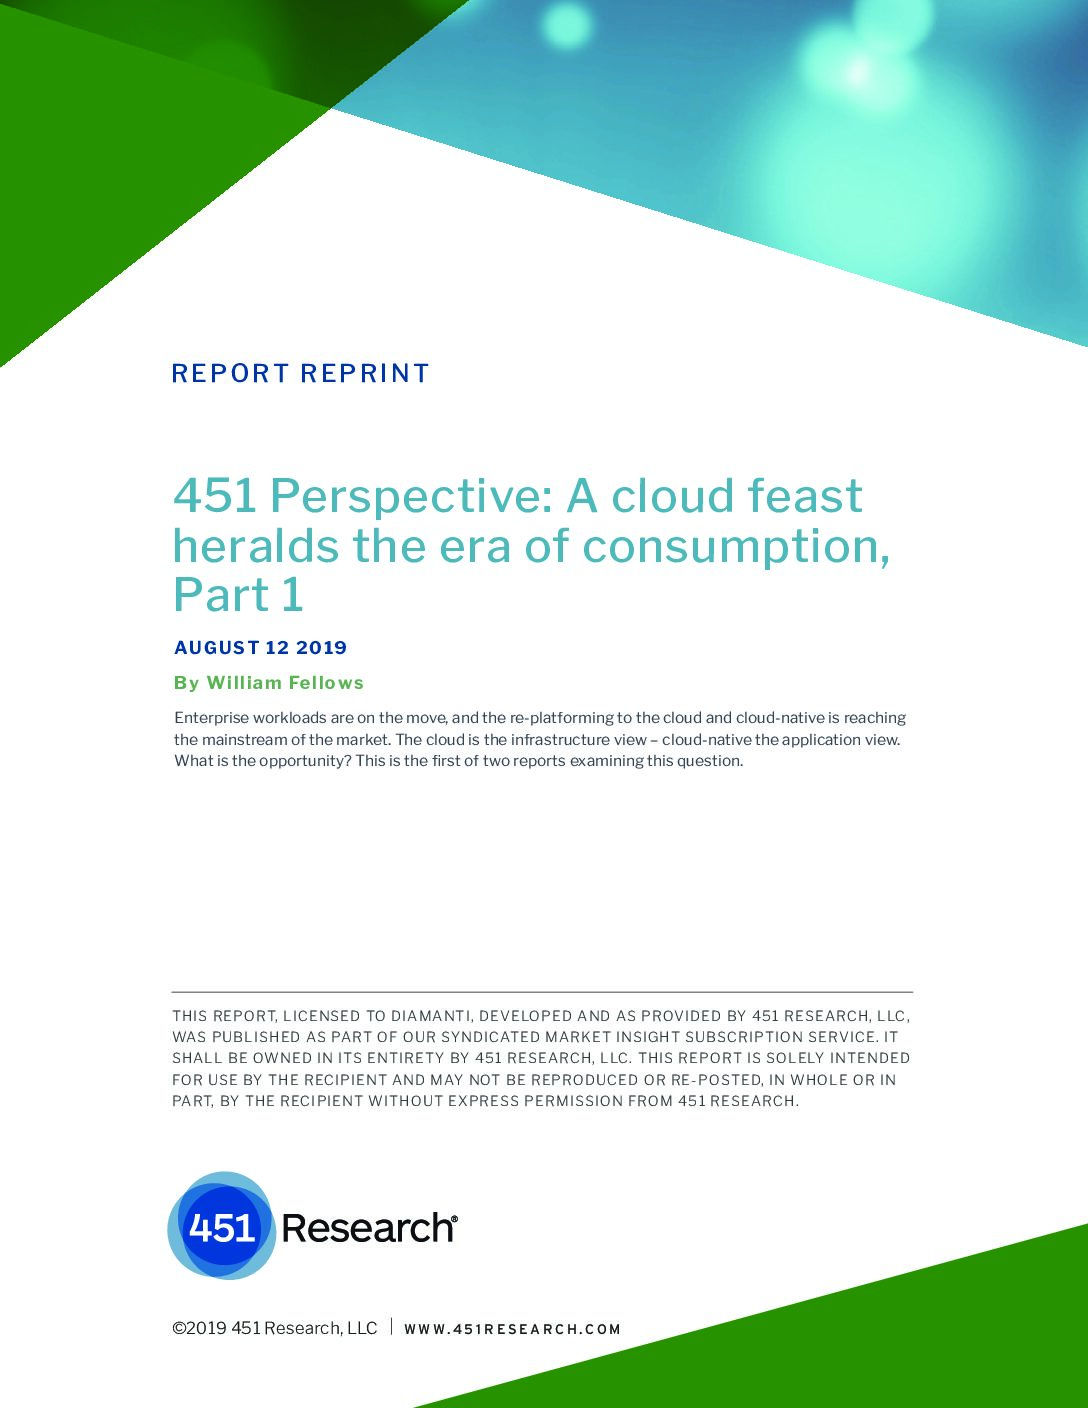 REPORT REPRINT
451 Perspective: A cloud feast
heralds the era of consumption,
Part 1
AUGUST 12 2019
By William Fellows
Enterprise workloads are on the move, and the re-platforming to the cloud and cloud-native is reaching
the mainstream of the market. The cloud is the infrastructure view – cloud-native the application view.
What is the opportunity? This is the first of two reports examining this question.
THIS REPORT, LICENSED TO DIAMANTI, DEVELOPED AND AS PROVIDED BY 451 RESEARCH, LLC,
WAS PUBLISHED AS PART OF OUR SYNDICATED MARKET INSIGHT SUBSCRIPTION SERVICE. IT
SHALL BE OWNED IN ITS ENTIRETY BY 451 RESEARCH, LLC. THIS REPORT IS SOLELY INTENDED
FOR USE BY THE RECIPIENT AND MAY NOT BE REPRODUCED OR RE-POSTED, IN WHOLE OR IN
PART, BY THE RECIPIENT WITHOUT EXPRESS PERMISSION FROM 451 RESEARCH.
451 Research®
©2019 451 Research, LLC | WWW.451RESEARCH.COM